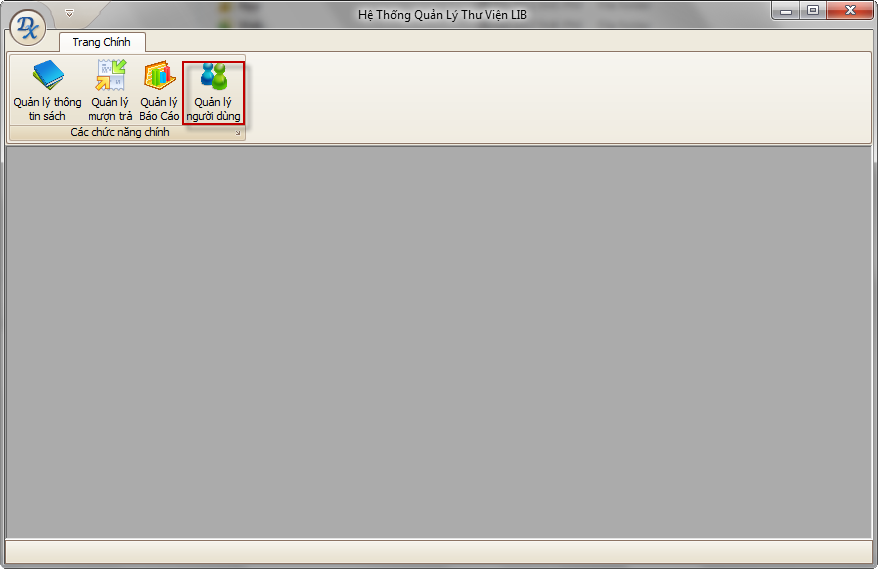 Hệ Thống Quản Lý Thư Viện LIB
DX
Trang Chính
Quản lý thông
tin sách
Quản lý
mượn trả
Quản lý
Báo Cáo
Quản lý
người dùng
Các chức năng chính